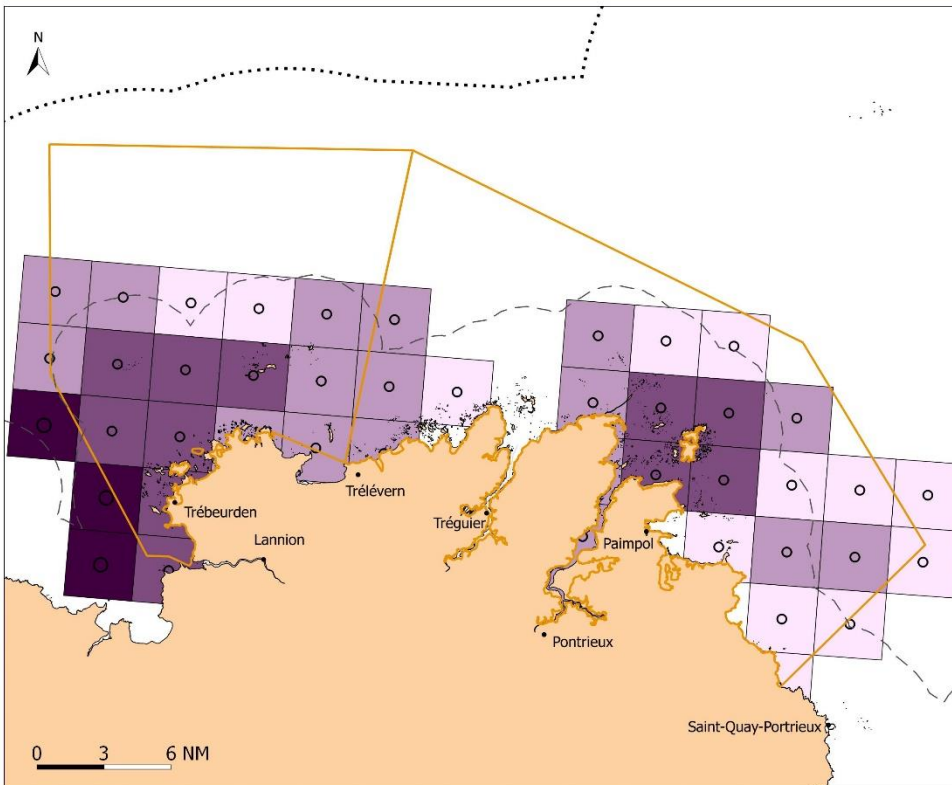 N
Trélévern
Trébeurden
Tréguier
Lannion
Paimpol
Pontrieux
Saint-Quay-Portrieux
0 3 6 NM